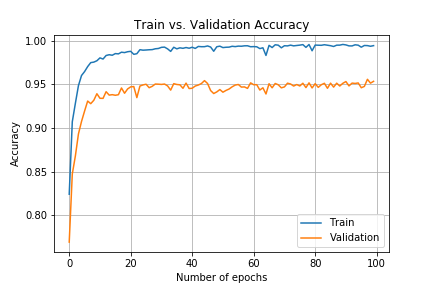 Train vs. Validation Accuracy
1.00
0.95
0.90
0.85
0.80
Accuracy
0 20 40 60 80 100
Number of epochs
Train
Validation